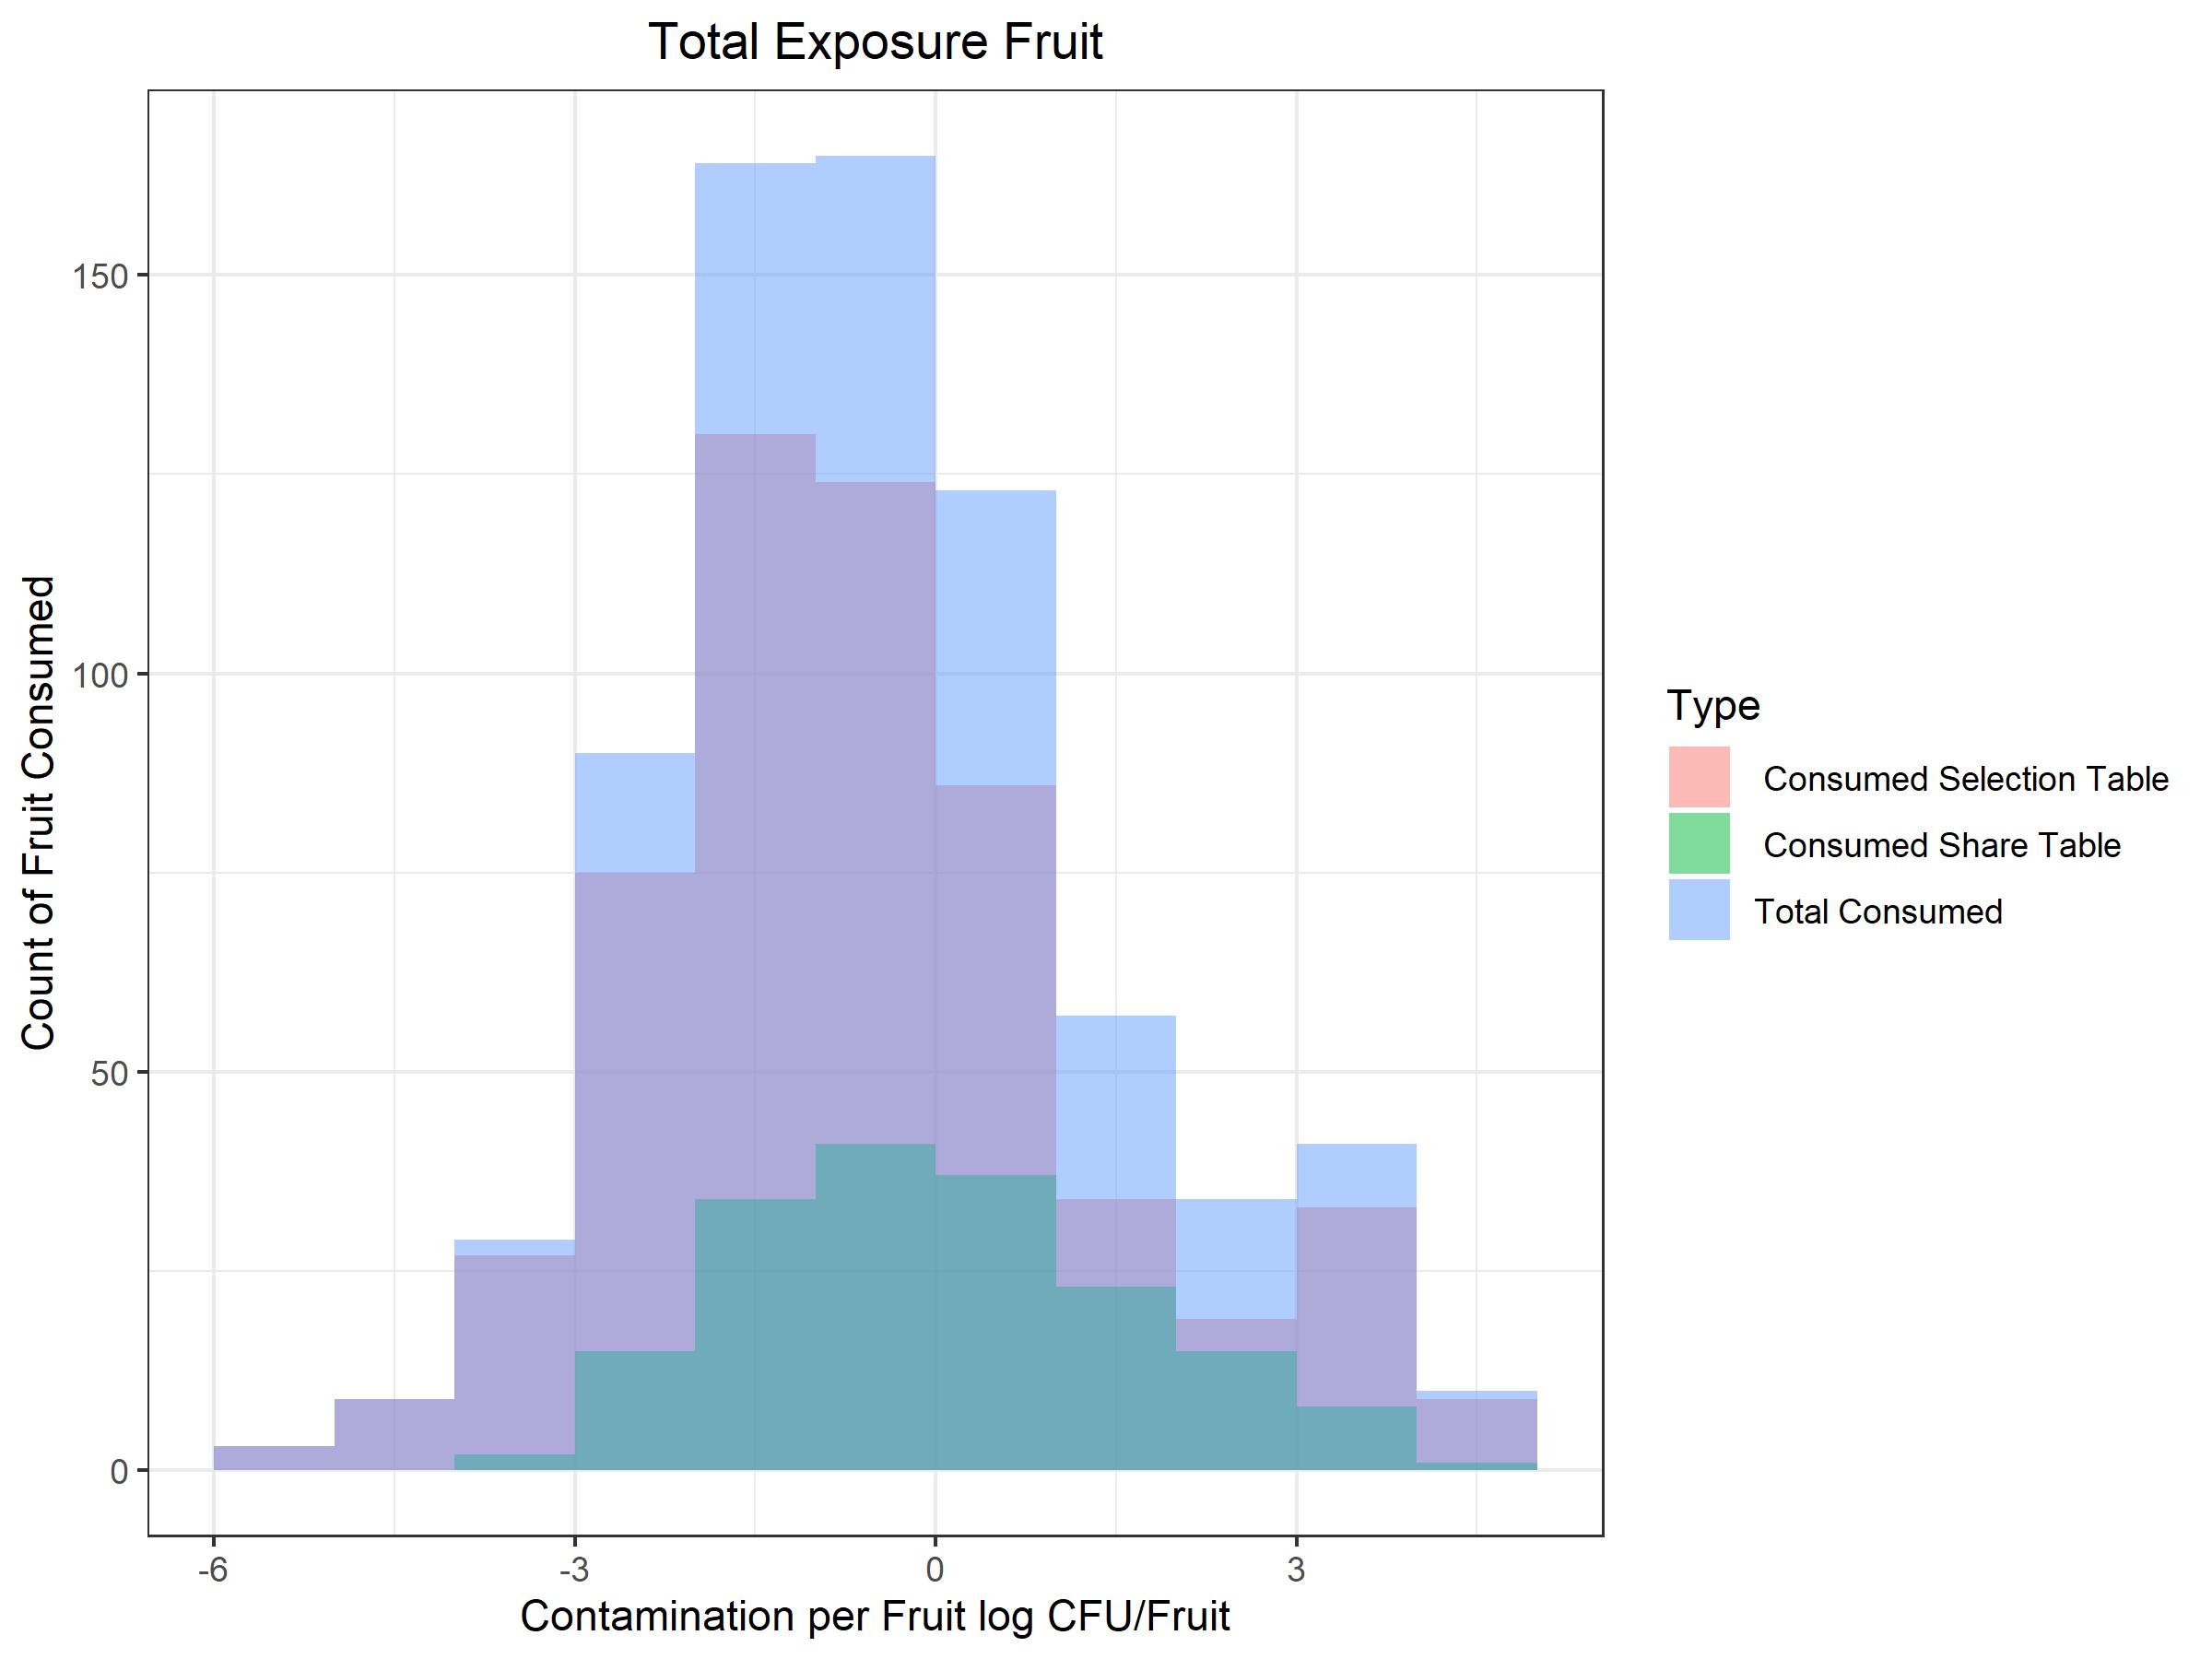 Total Exposure Fruit
Count of Fruit Consumed
150
100
50
0
-6
-3
0
3
Contamination per Fruit log CFU/Fruit
Type
Consumed Selection Table
Consumed Share Table
Total Consumed